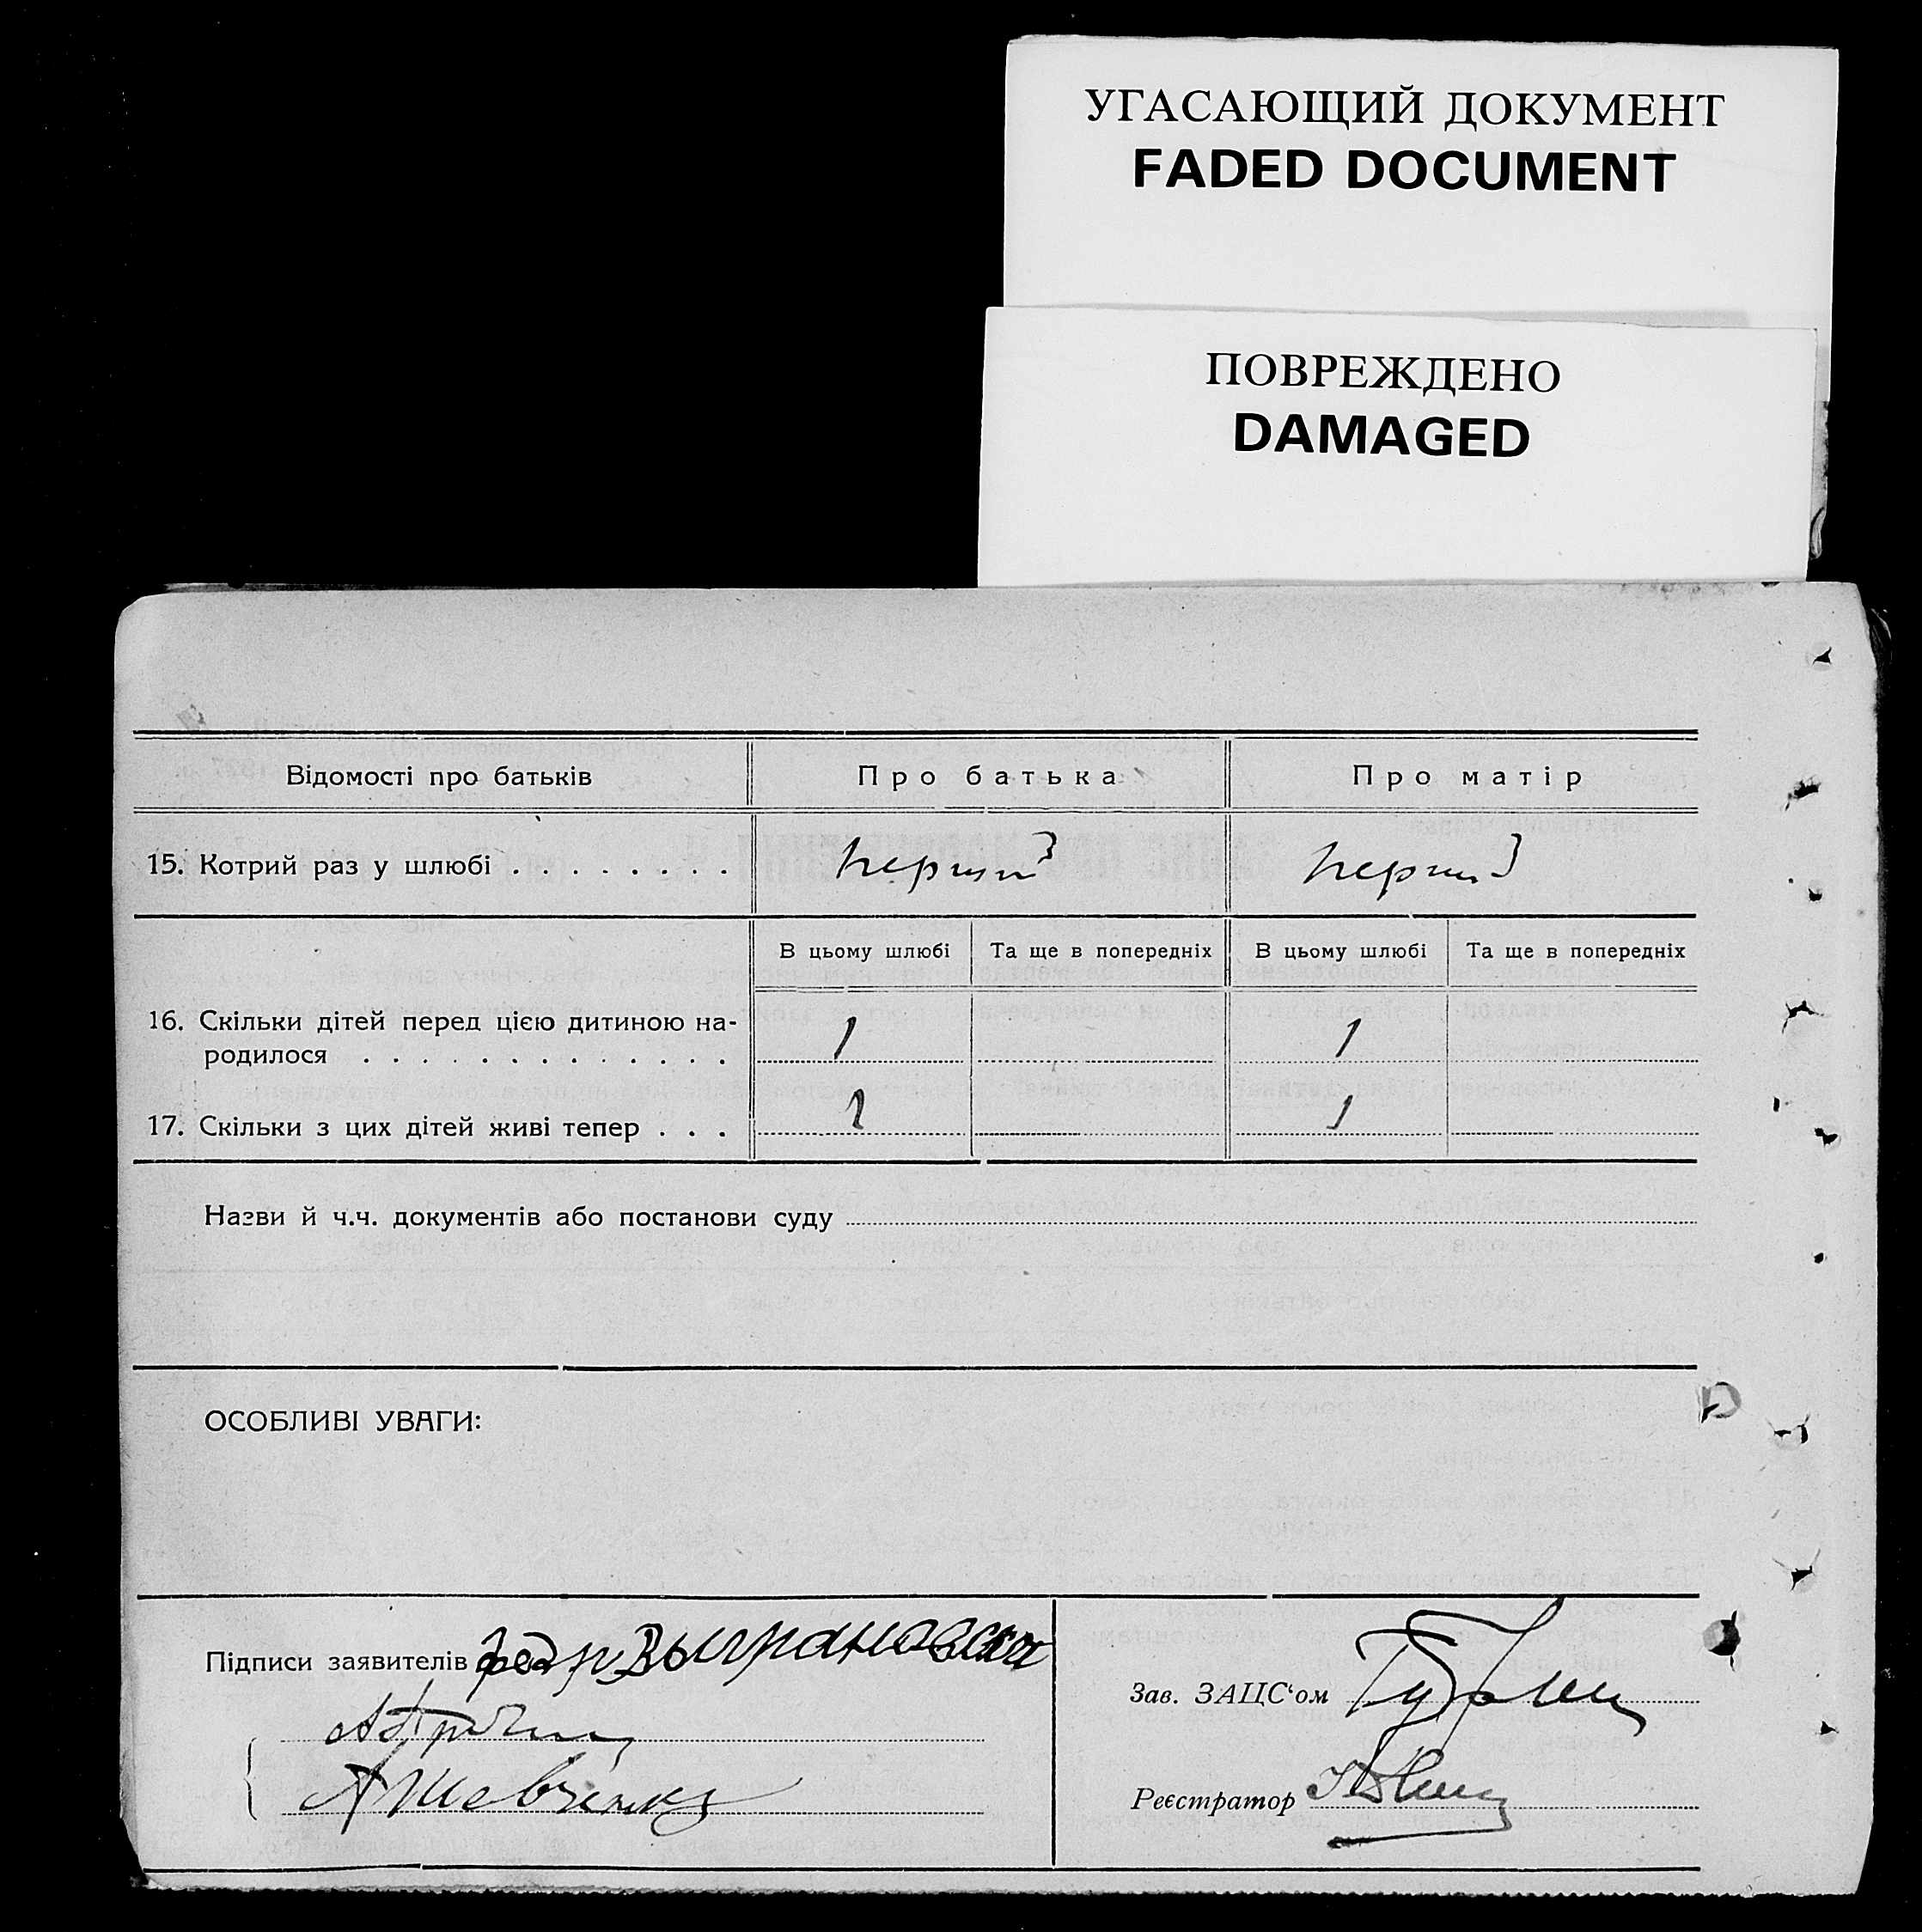 УГАСАЮЩИЙ ДОКУМЕНТ
FADED DOCUMENT
ПОВРЕЖДЕНО
DAMAGED
Відомості про батьків Про батька Про матір
15. Котрий раз у шлюбі . . . . . . . . перший перший
В цьому шлюбі Та ще в попередніх В цьому шлюбі Та ще в попередніх
16. Скільки дітей перед цією дитиною на-
родилося . . . . . . . . . . . . . 1 1
17. Скільки з цих дітей живі тепер . . . 1 1
Назви й ч.ч. документів або постанови суду
ОСОБЛИВІ УВАГИ:
Підписи заявителів
Зав. ЗАЦС‘ом
А Шевченко
Реєстратор